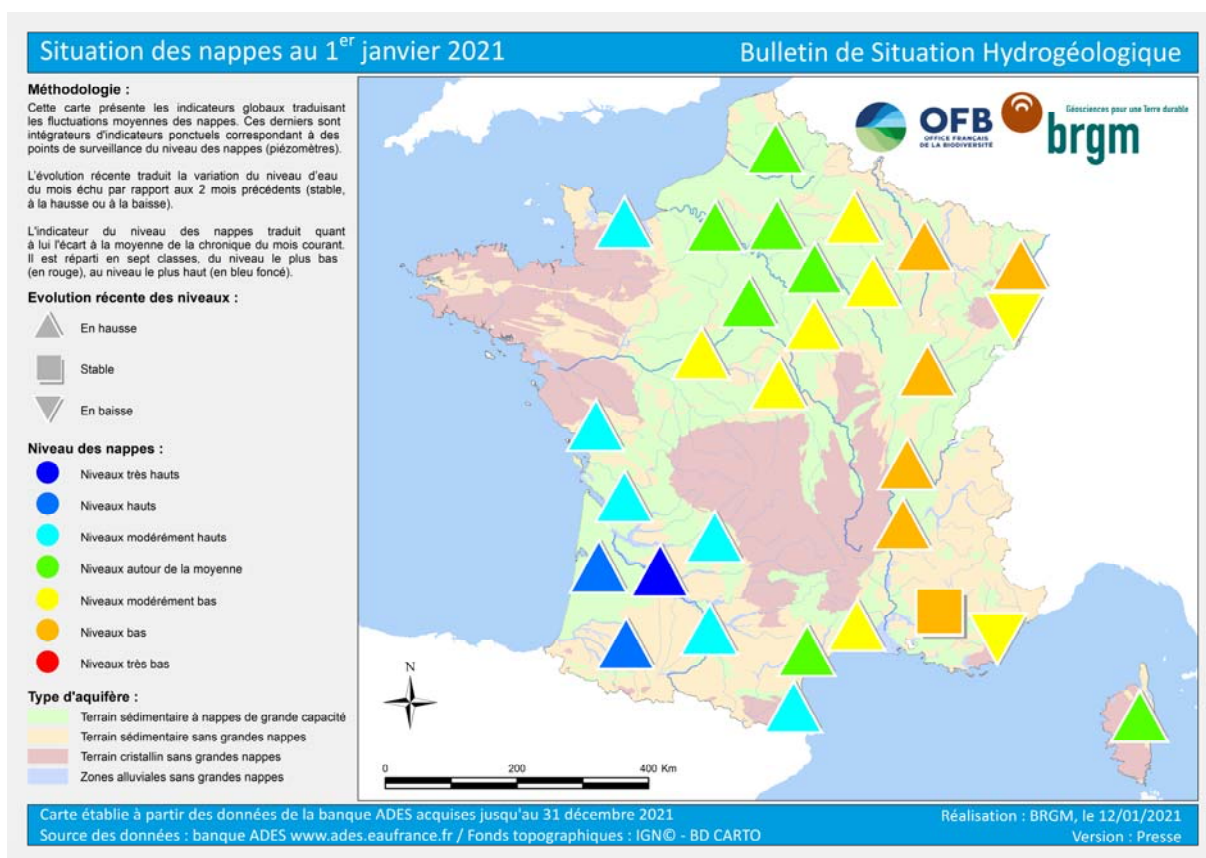 Situation des nappes au 1er janvier 2021
Bulletin de Situation Hydrogéologique
Méthodologie :
Cette carte présente les indicateurs globaux traduisant
les fluctuations moyennes des nappes. Ces derniers sont
intégrateurs d'indicateurs ponctuels correspondant à des
points de surveillance du niveau des nappes (piézomètres).
L'évolution récente traduit la variation du niveau d'eau
du mois échu par rapport aux 2 mois précédents (stable,
à la hausse ou à la baisse).
L'indicateur du niveau des nappes traduit quant
à lui l'écart à la moyenne de la chronique du mois courant.
Il est réparti en sept classes, du niveau le plus bas
(en rouge), au niveau le plus haut (en bleu foncé).
Evolution récente des niveaux :
En hausse
Stable
En baisse
Niveau des nappes :
Niveaux très hauts
Niveaux hauts
Niveaux modérément hauts
Niveaux autour de la moyenne
Niveaux modérément bas
Niveaux bas
Niveaux très bas
Type d'aquifère :
Terrain sédimentaire à nappes de grande capacité
Terrain sédimentaire sans grandes nappes
Terrain cristallin sans grandes nappes
Zones alluviales sans grandes nappes
OFB
OFFICE FRANÇAIS
DE LA BIODIVERSITÉ
Géosciences pour une Terre durable
brgm
N
0 200 400 Km
Carte établie à partir des données de la banque ADES acquises jusqu'au 31 décembre 2021
Source des données : banque ADES www.ades.eaufrance.fr / Fonds topographiques : IGN© - BD CARTO
Réalisation : BRGM, le 12/01/2021
Version : Presse